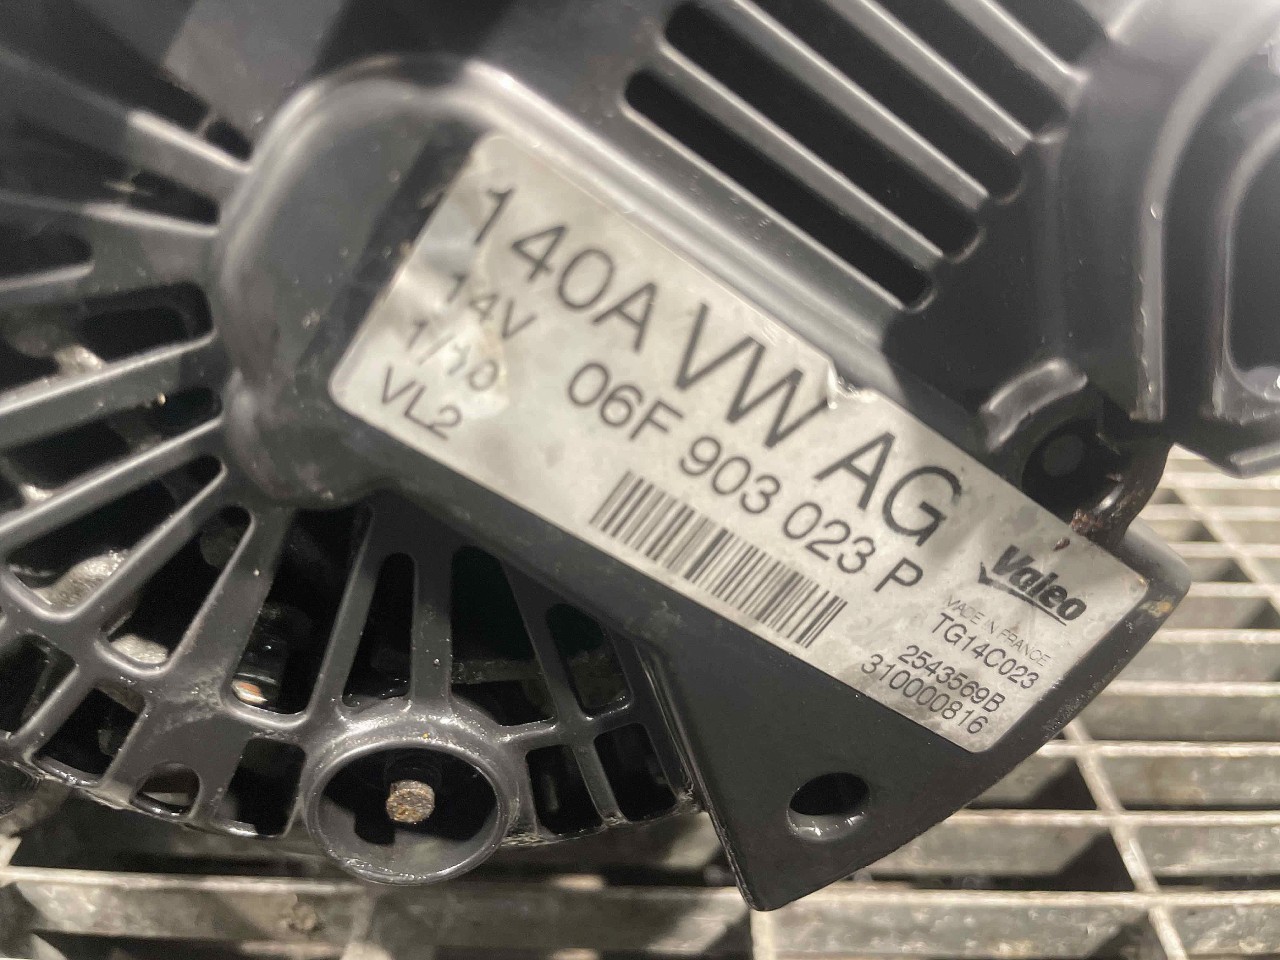 140A VW AG
14V 06F 903 023 P
VL2
Valeo
MADE IN FRANCE
TG14C023
2543569B
310000816